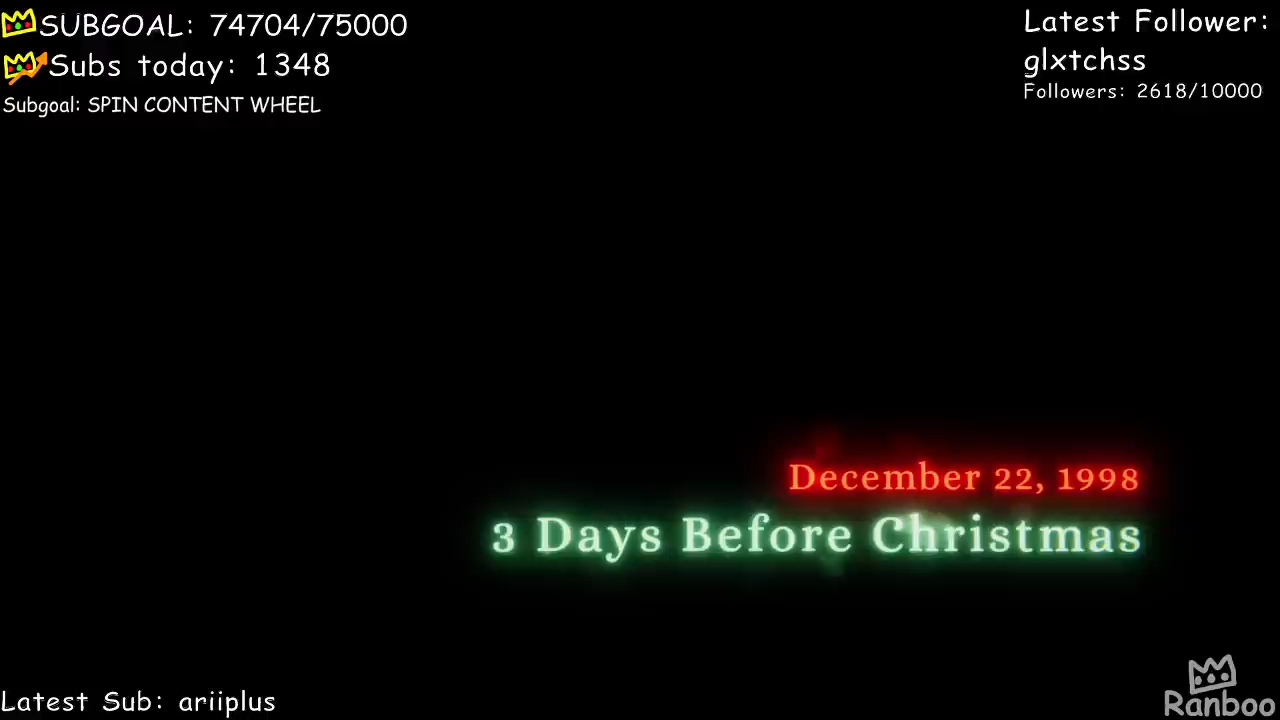 SUBGOAL: 74704/75000
Subs today: 1348
Subgoal: SPIN CONTENT WHEEL
Latest Follower:
glxtchss
Followers: 2618/10000
December 22, 1998
3 Days Before Christmas
Latest Sub: ariiplus
Ranboo